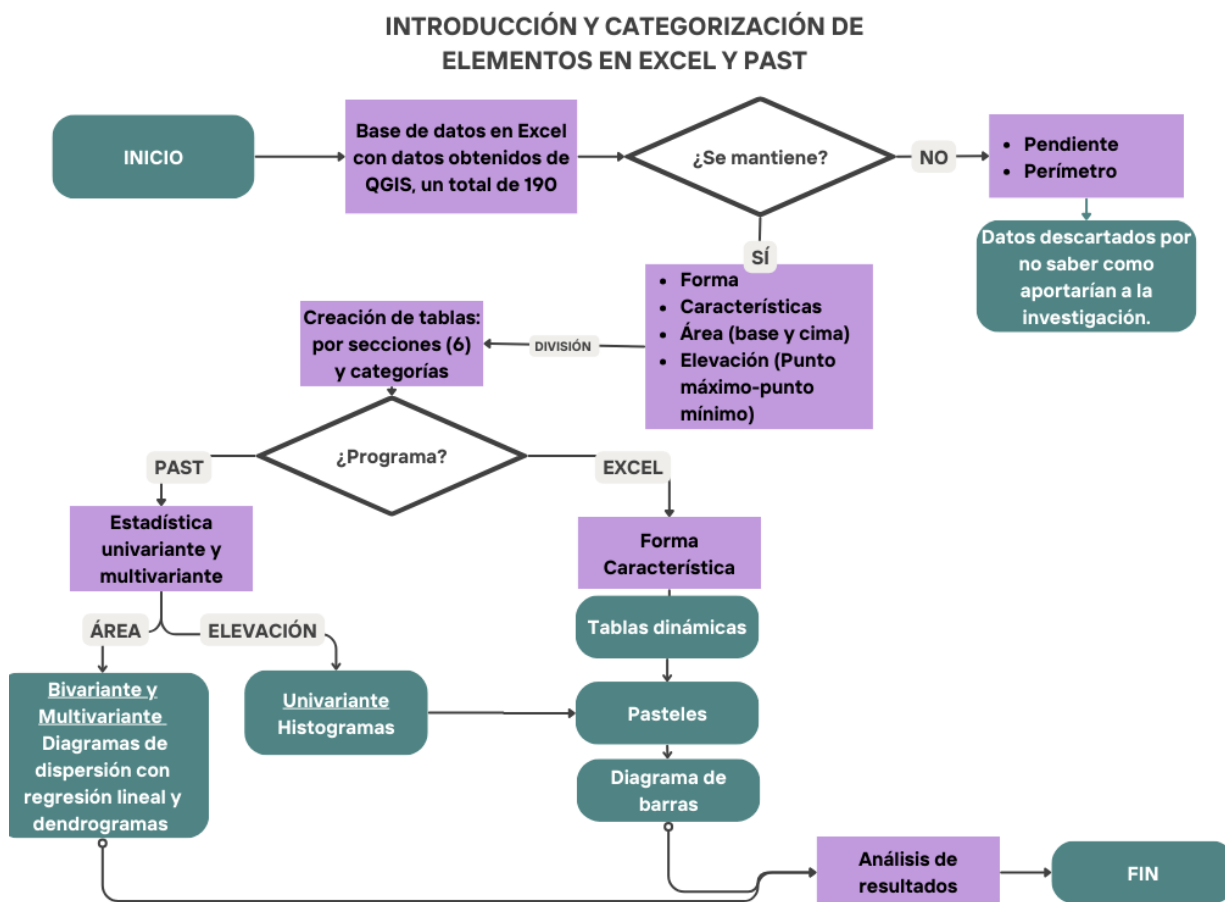 INTRODUCCIÓN Y CATEGORIZACIÓN DE
ELEMENTOS EN EXCEL Y PAST
INICIO
Base de datos en Excel
con datos obtenidos de
QGIS, un total de 190
¿Se mantiene?
NO
• Pendiente
• Perímetro
Datos descartados por
no saber como
aportarían a la
investigación.
SÍ
• Forma
• Características
• Área (base y cima)
• Elevación (Punto
máximo-punto
mínimo)
DIVISIÓN
Creación de tablas:
por secciones (6)
y categorías
¿Programa?
PAST
EXCEL
Estadística
univariante y
multivariante
Forma
Característica
ÁREA
ELEVACIÓN
Tablas dinámicas
Bivariante y
Multivariante
Diagramas de
dispersión con
regresión lineal y
dendrogramas
Univariante
Histogramas
Pasteles
Diagrama de
barras
Análisis de
resultados
FIN